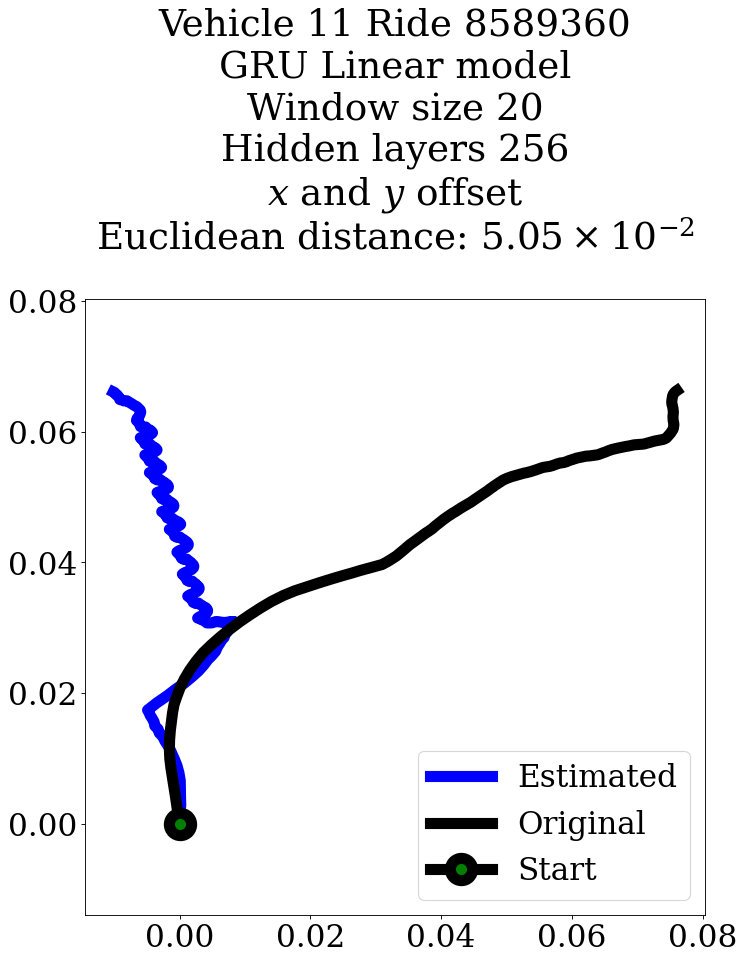 Vehicle 11 Ride 8589360
GRU Linear model
Window size 20
Hidden layers 256
x and y offset
Euclidean distance: 5.05 × 10⁻²
0.08
0.06
0.04
0.02
0.00
Estimated
Original
Start
0.00 0.02 0.04 0.06 0.08